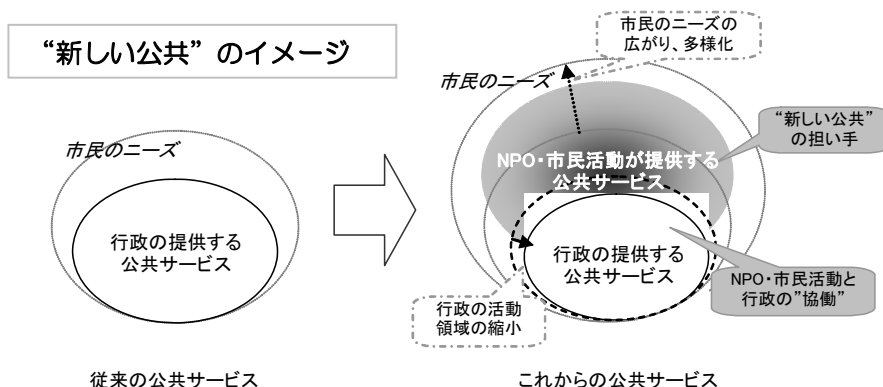 “新しい公共” のイメージ
市民のニーズ
行政の提供する
公共サービス
従来の公共サービス
市民のニーズの
広がり、多様化
市民のニーズ
“新しい公共”
の担い手
NPO・市民活動が提供する
公共サービス
行政の提供する
公共サービス
NPO・市民活動と
行政の”協働”
行政の活動
領域の縮小
これからの公共サービス